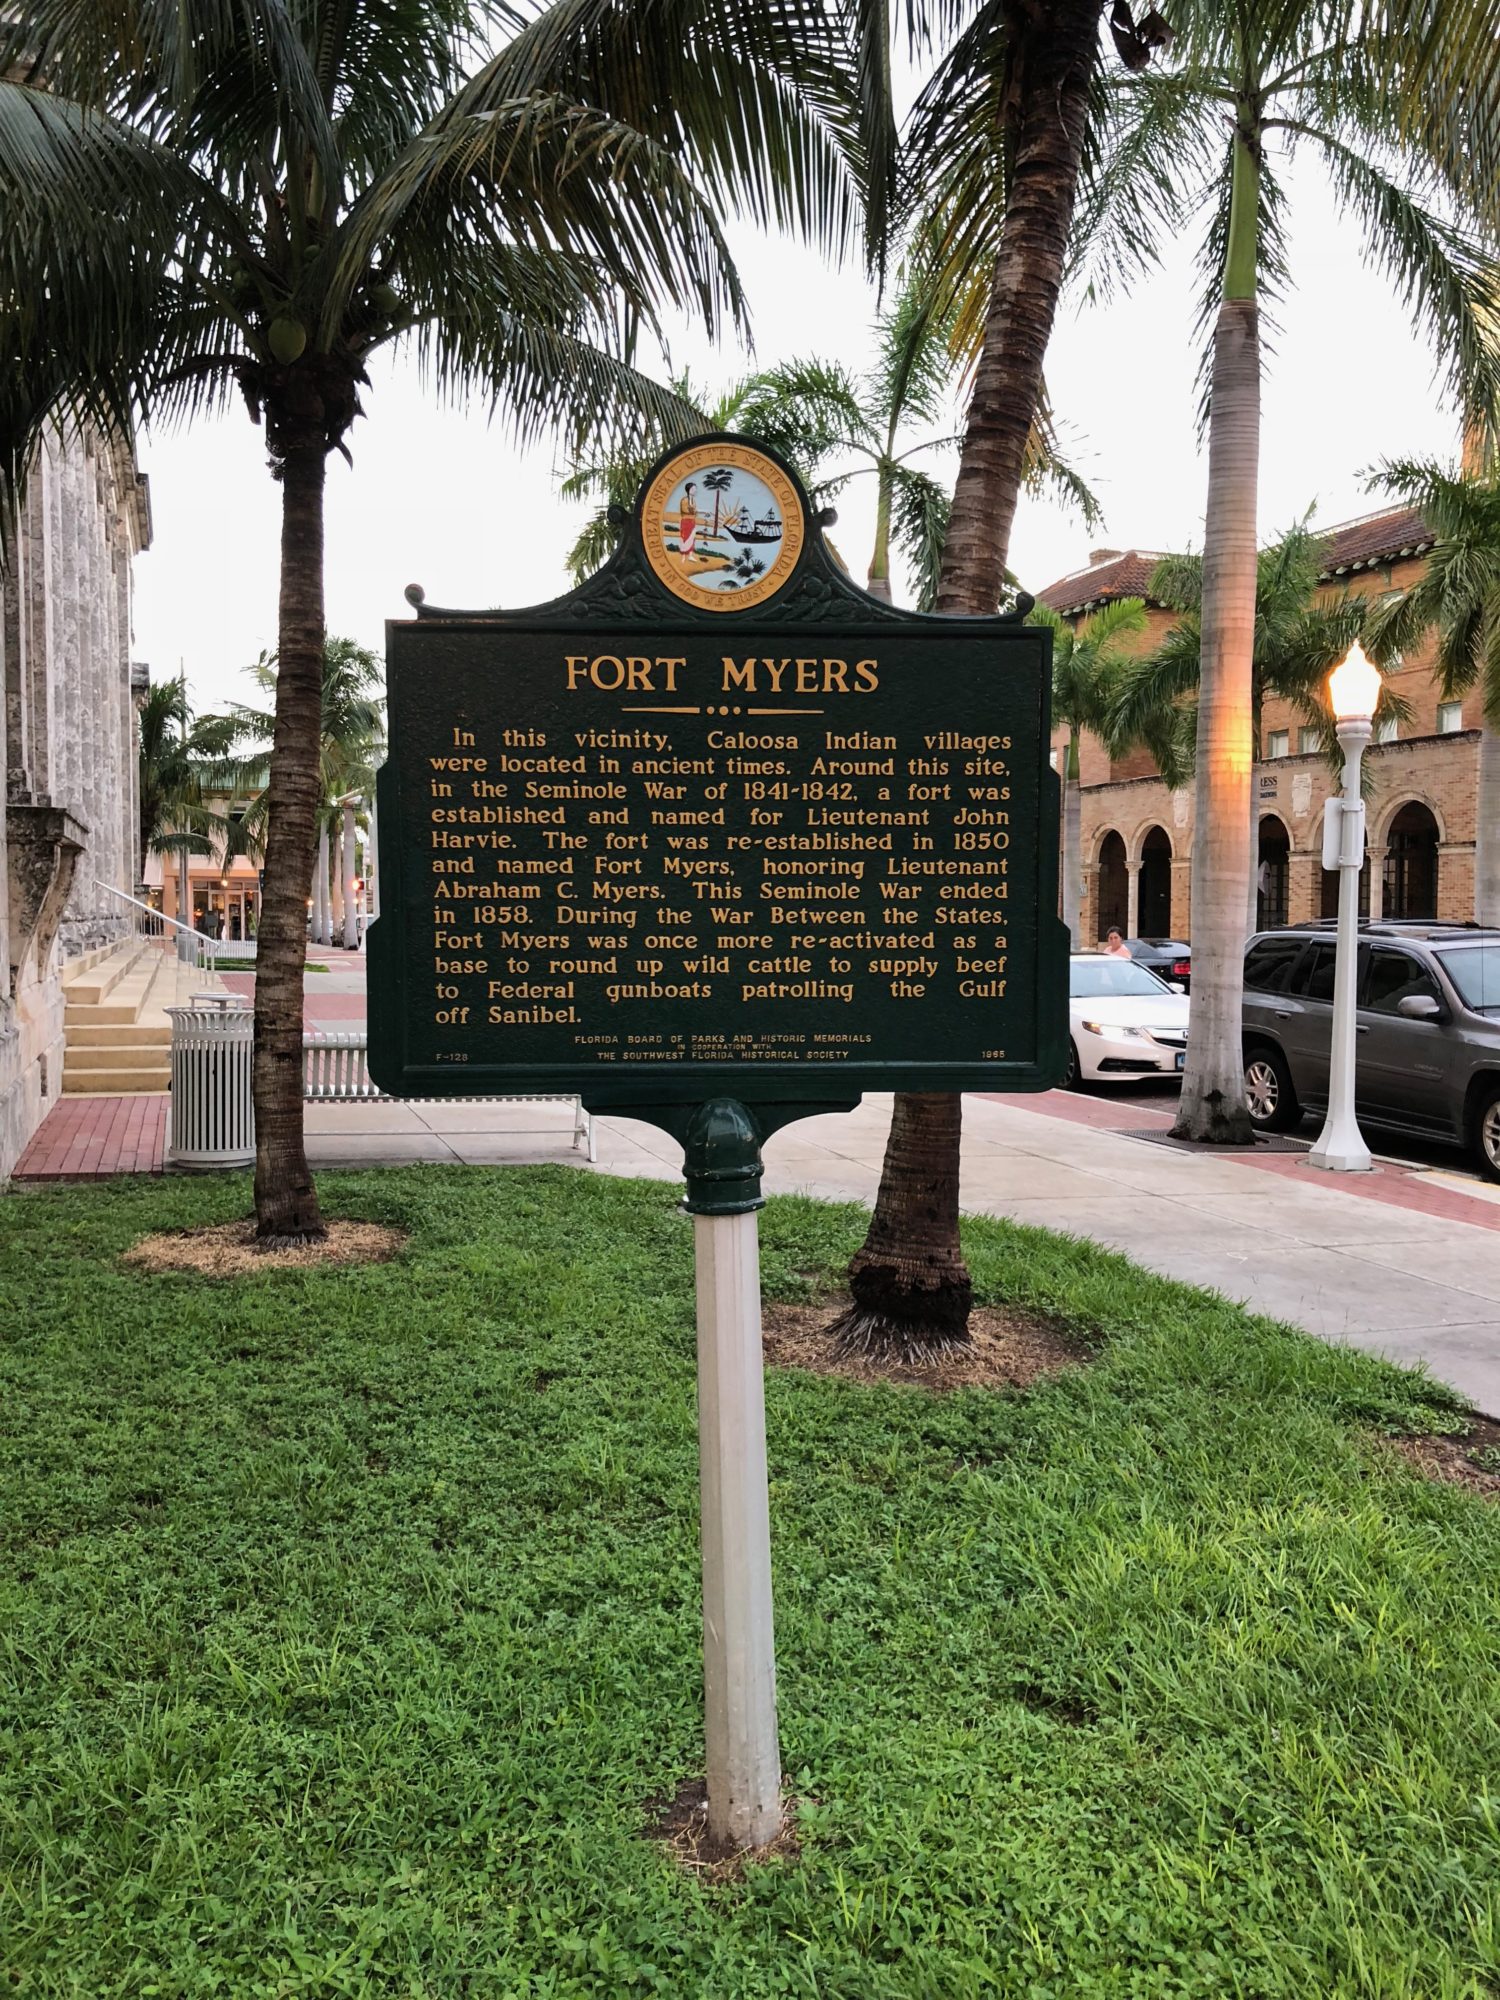 GREAT SEAL OF THE STATE OF FLORIDA
IN GOD WE TRUST
FORT MYERS
In this vicinity, Caloosa Indian villages
were located in ancient times. Around this site,
in the Seminole War of 1841-1842, a fort was
established and named for Lieutenant John
Harvie. The fort was re-established in 1850
and named Fort Myers, honoring Lieutenant
Abraham C. Myers. This Seminole War ended
in 1858. During the War Between the States,
Fort Myers was once more re-activated as a
base to round up wild cattle to supply beef
to Federal gunboats patrolling the Gulf
off Sanibel.
FLORIDA BOARD OF PARKS AND HISTORIC MEMORIALS
IN COOPERATION WITH
F-128 THE SOUTHWEST FLORIDA HISTORICAL SOCIETY 1965